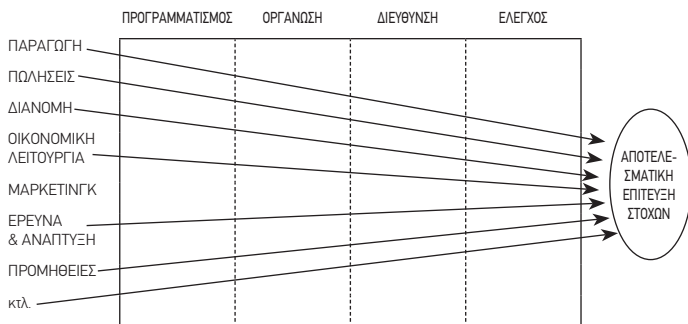 ΠΡΟΓΡΑΜΜΑΤΙΣΜΟΣ ΟΡΓΑΝΩΣΗ ΔΙΕΥΘΥΝΣΗ ΕΛΕΓΧΟΣ
ΠΑΡΑΓΩΓΗ
ΠΩΛΗΣΕΙΣ
ΔΙΑΝΟΜΗ
ΟΙΚΟΝΟΜΙΚΗ
ΛΕΙΤΟΥΡΓΙΑ
ΜΑΡΚΕΤΙΝΓΚ
ΕΡΕΥΝΑ
& ΑΝΑΠΤΥΞΗ
ΠΡΟΜΗΘΕΙΕΣ
κτλ.
ΑΠΟΤΕΛΕ-
ΣΜΑΤΙΚΗ
ΕΠΙΤΕΥΞΗ
ΣΤΟΧΩΝ